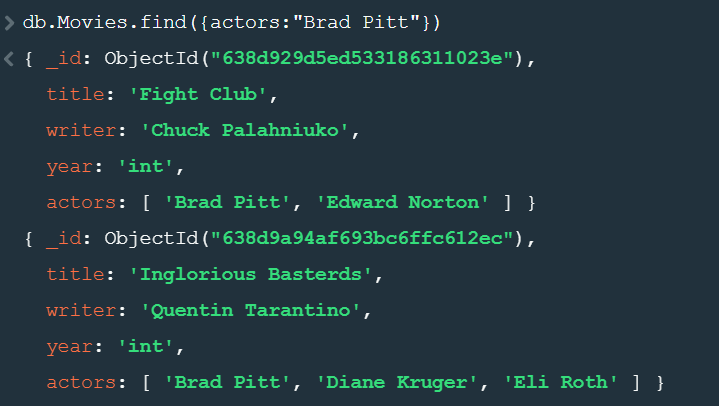 db.Movies.find({actors:"Brad Pitt"})
{ _id: ObjectId("638d929d5ed533186311023e"),
title: 'Fight Club',
writer: 'Chuck Palahniuko',
year: 'int',
actors: [ 'Brad Pitt', 'Edward Norton' ] }
{ _id: ObjectId("638d9a94af693bc6ffc612ec"),
title: 'Inglorious Basterds',
writer: 'Quentin Tarantino',
year: 'int',
actors: [ 'Brad Pitt', 'Diane Kruger', 'Eli Roth' ] }